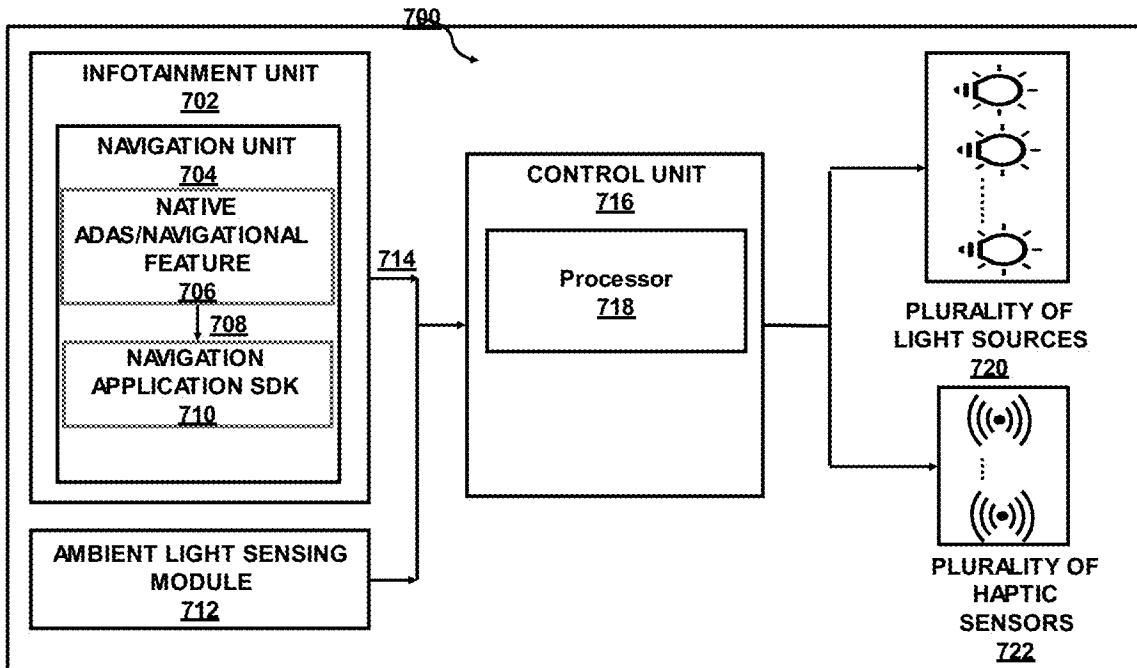 700
INFOTAINMENT UNIT
702
NAVIGATION UNIT
704
NATIVE
ADAS/NAVIGATIONAL
FEATURE
706
708
NAVIGATION
APPLICATION SDK
710
714
AMBIENT LIGHT SENSING
MODULE
712
CONTROL UNIT
716
Processor
718
PLURALITY OF
LIGHT SOURCES
720
PLURALITY OF
HAPTIC
SENSORS
722